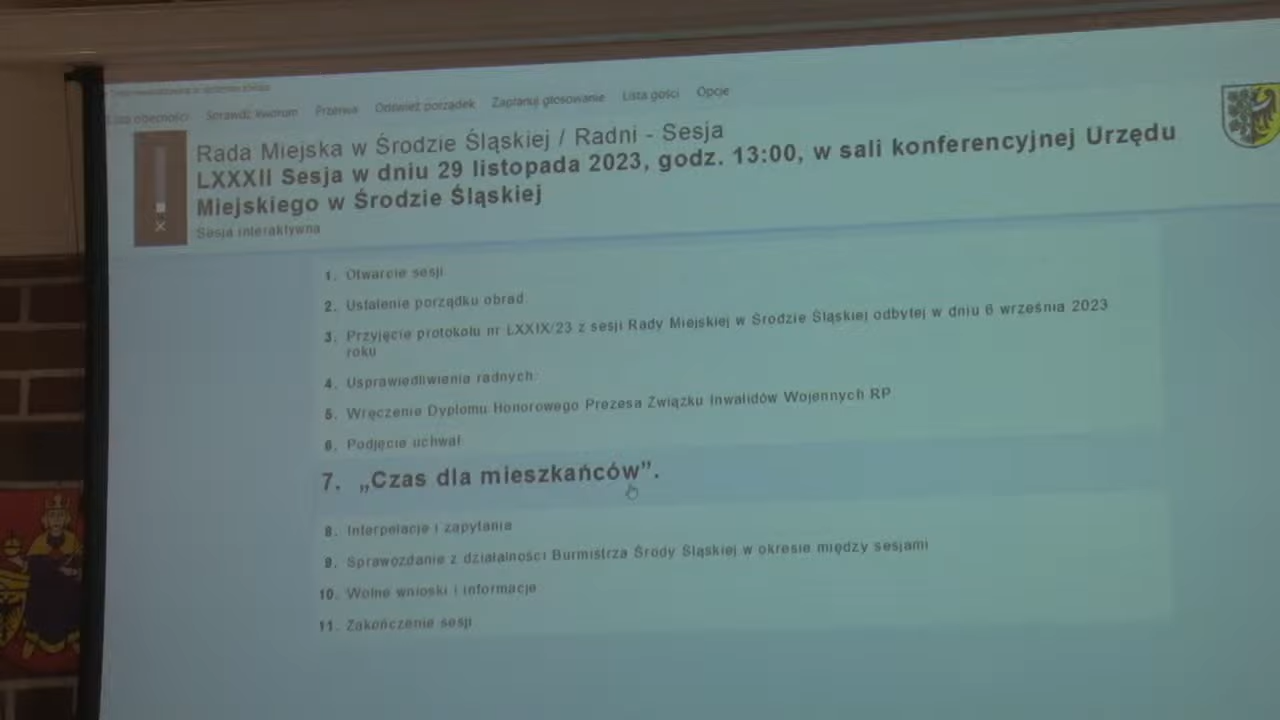 Lista obecności Sprawdź kworum Przerwa Odśwież porządek Zaplanuj głosowanie Lista gości Opcje
Rada Miejska w Środzie Śląskiej / Radni - Sesja
LXXXII Sesja w dniu 29 listopada 2023, godz. 13:00, w sali konferencyjnej Urzędu
Miejskiego w Środzie Śląskiej
Sesja interaktywna
1. Otwarcie sesji.
2. Ustalenie porządku obrad.
3. Przyjęcie protokołu nr LXXIX/23 z sesji Rady Miejskiej w Środzie Śląskiej odbytej w dniu 6 września 2023
roku
4. Usprawiedliwienia radnych.
5. Wręczenie Dyplomu Honorowego Prezesa Związku Inwalidów Wojennych RP
6. Podjęcie uchwał.
7. „Czas dla mieszkańców”.
8. Interpelacje i zapytania
9. Sprawozdanie z działalności Burmistrza Środy Śląskiej w okresie między sesjami
10. Wolne wnioski i informacje
11. Zakończenie sesji